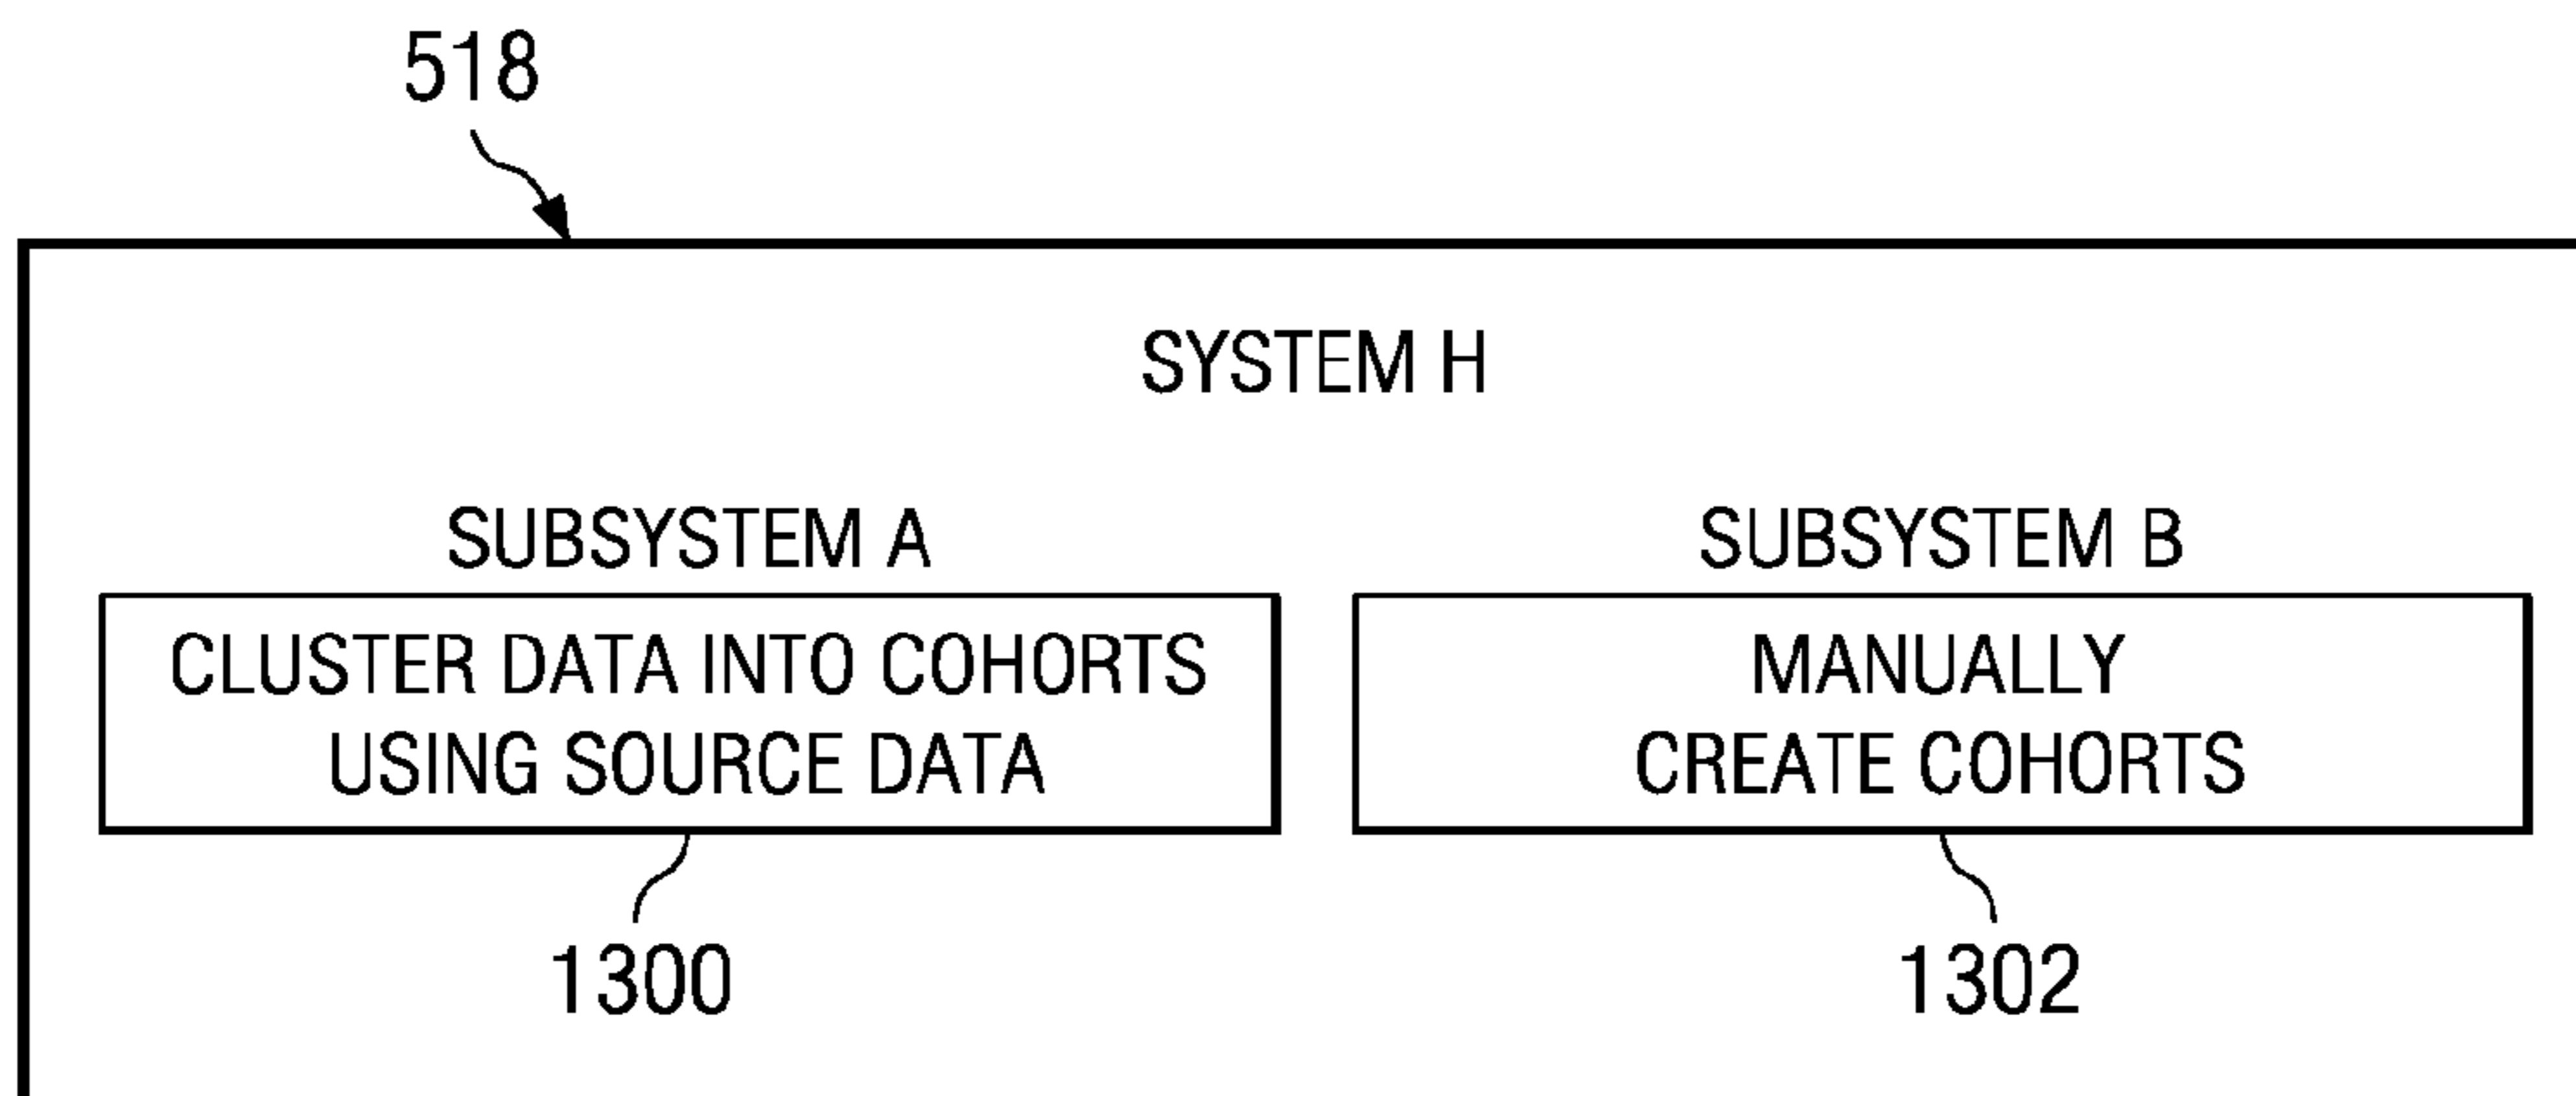 518
SYSTEM H
SUBSYSTEM A
CLUSTER DATA INTO COHORTS
USING SOURCE DATA
1300
SUBSYSTEM B
MANUALLY
CREATE COHORTS
1302